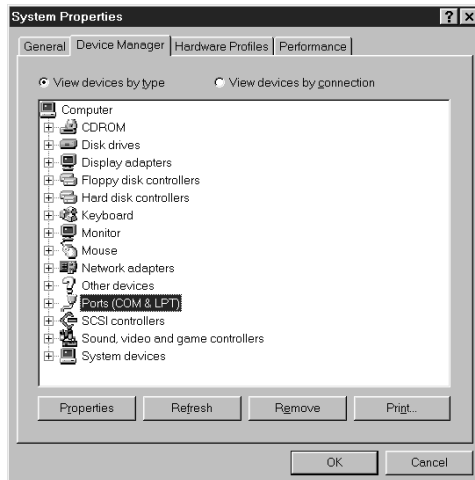 System Properties
General Device Manager Hardware Profiles Performance
View devices by type View devices by connection
Computer
CDROM
Disk drives
Display adapters
Floppy disk controllers
Hard disk controllers
Keyboard
Monitor
Mouse
Network adapters
Other devices
Ports (COM & LPT)
SCSI controllers
Sound, video and game controllers
System devices
Properties Refresh Remove Print...
OK Cancel